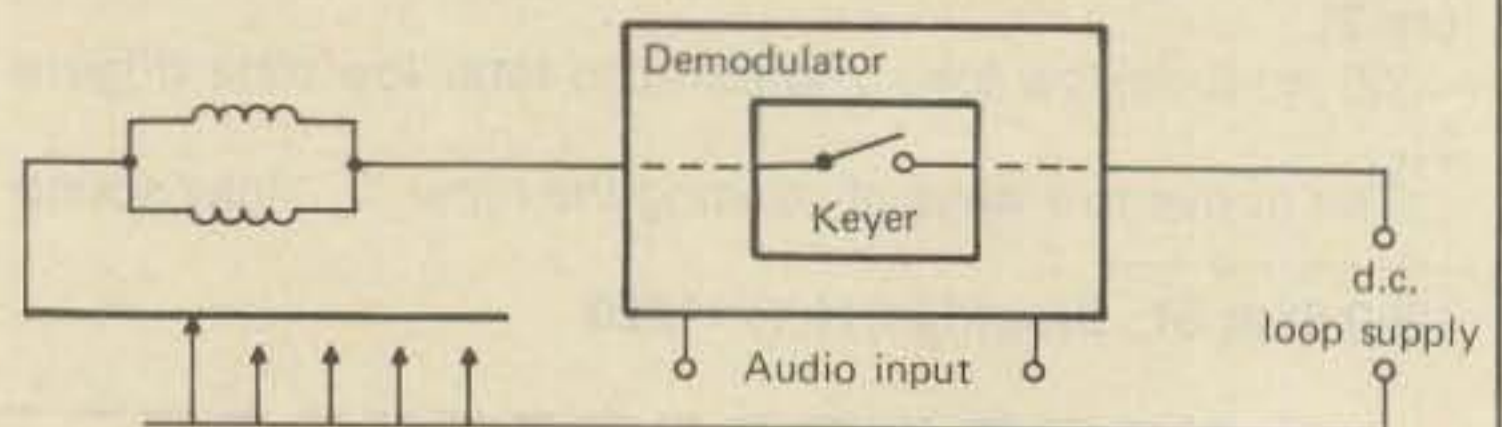 Demodulator
Keyer
d.c.
loop supply
Audio input